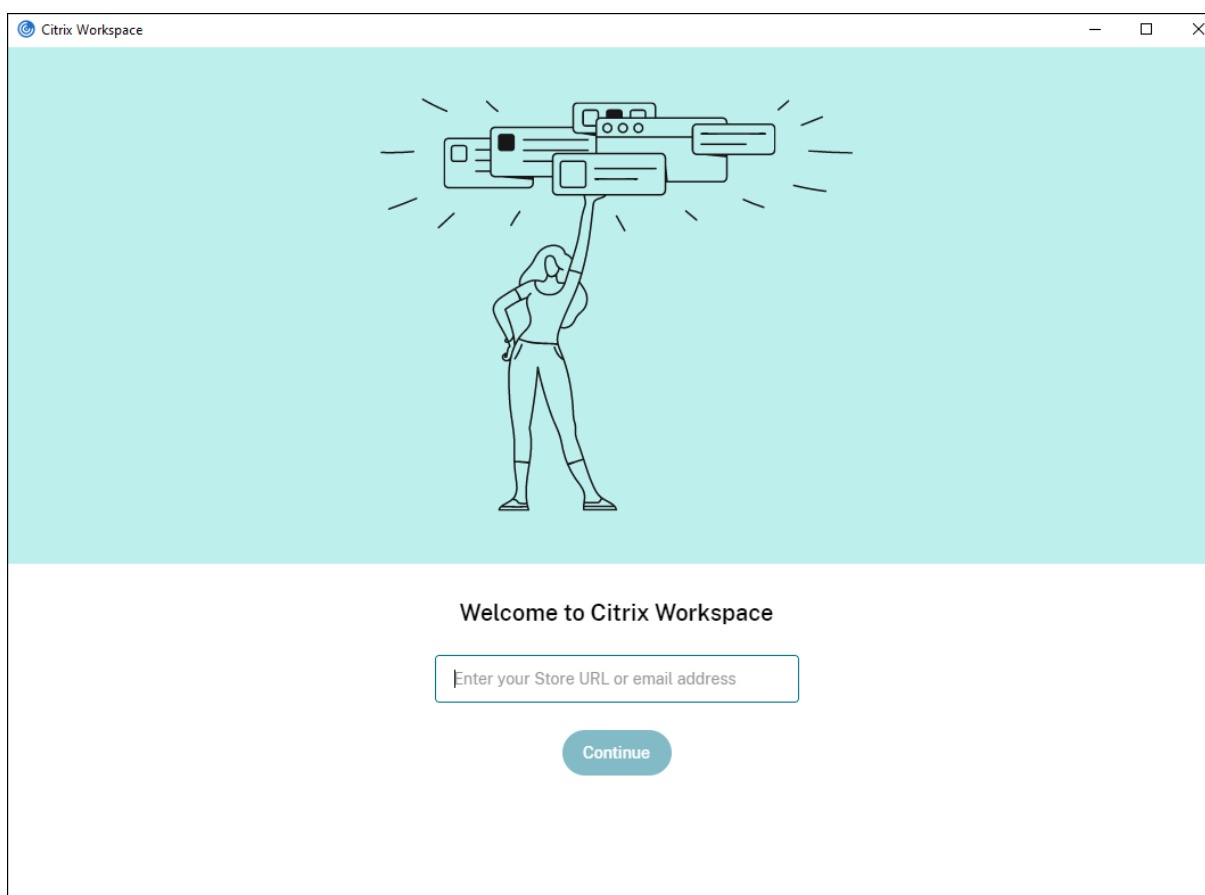 Citrix Workspace
Welcome to Citrix Workspace
Enter your Store URL or email address
Continue